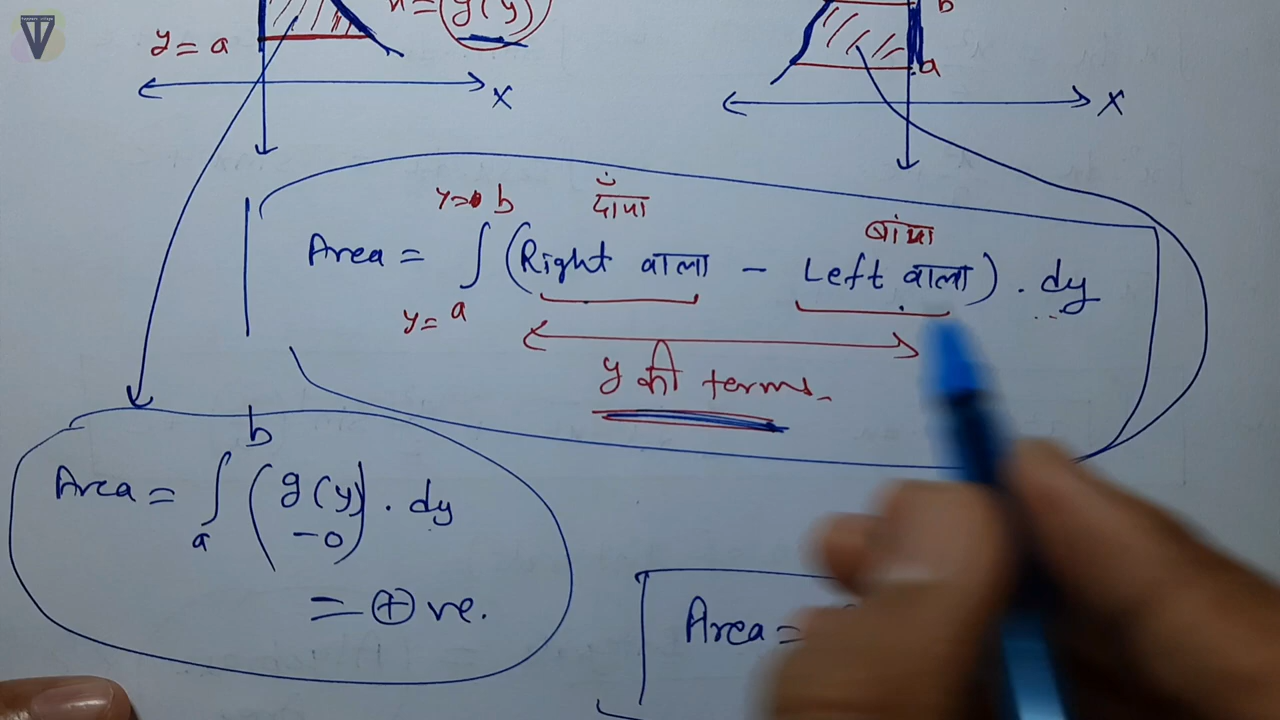 x = g(y)
y = a
b
a
X
X
y = b
दांया
बांया
Area = ∫ (Right वाला - Left वाला) . dy
y = a
y की terms
b
Area = ∫ (g(y) - 0) . dy
a
= ⊕ve.
Area =